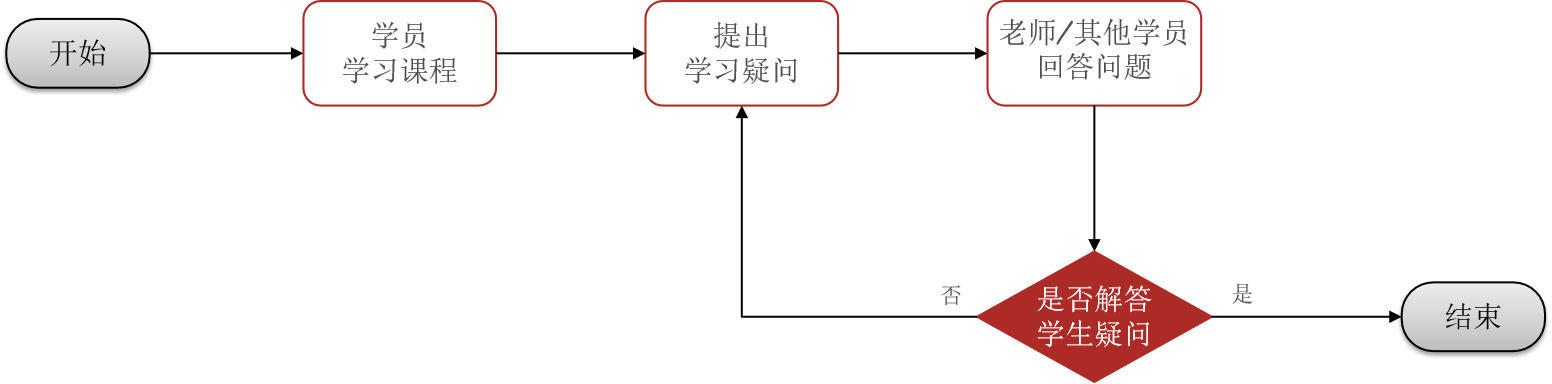 开始
学员
学习课程
提出
学习疑问
老师/其他学员
回答问题
否
是否解答
学生疑问
是
结束